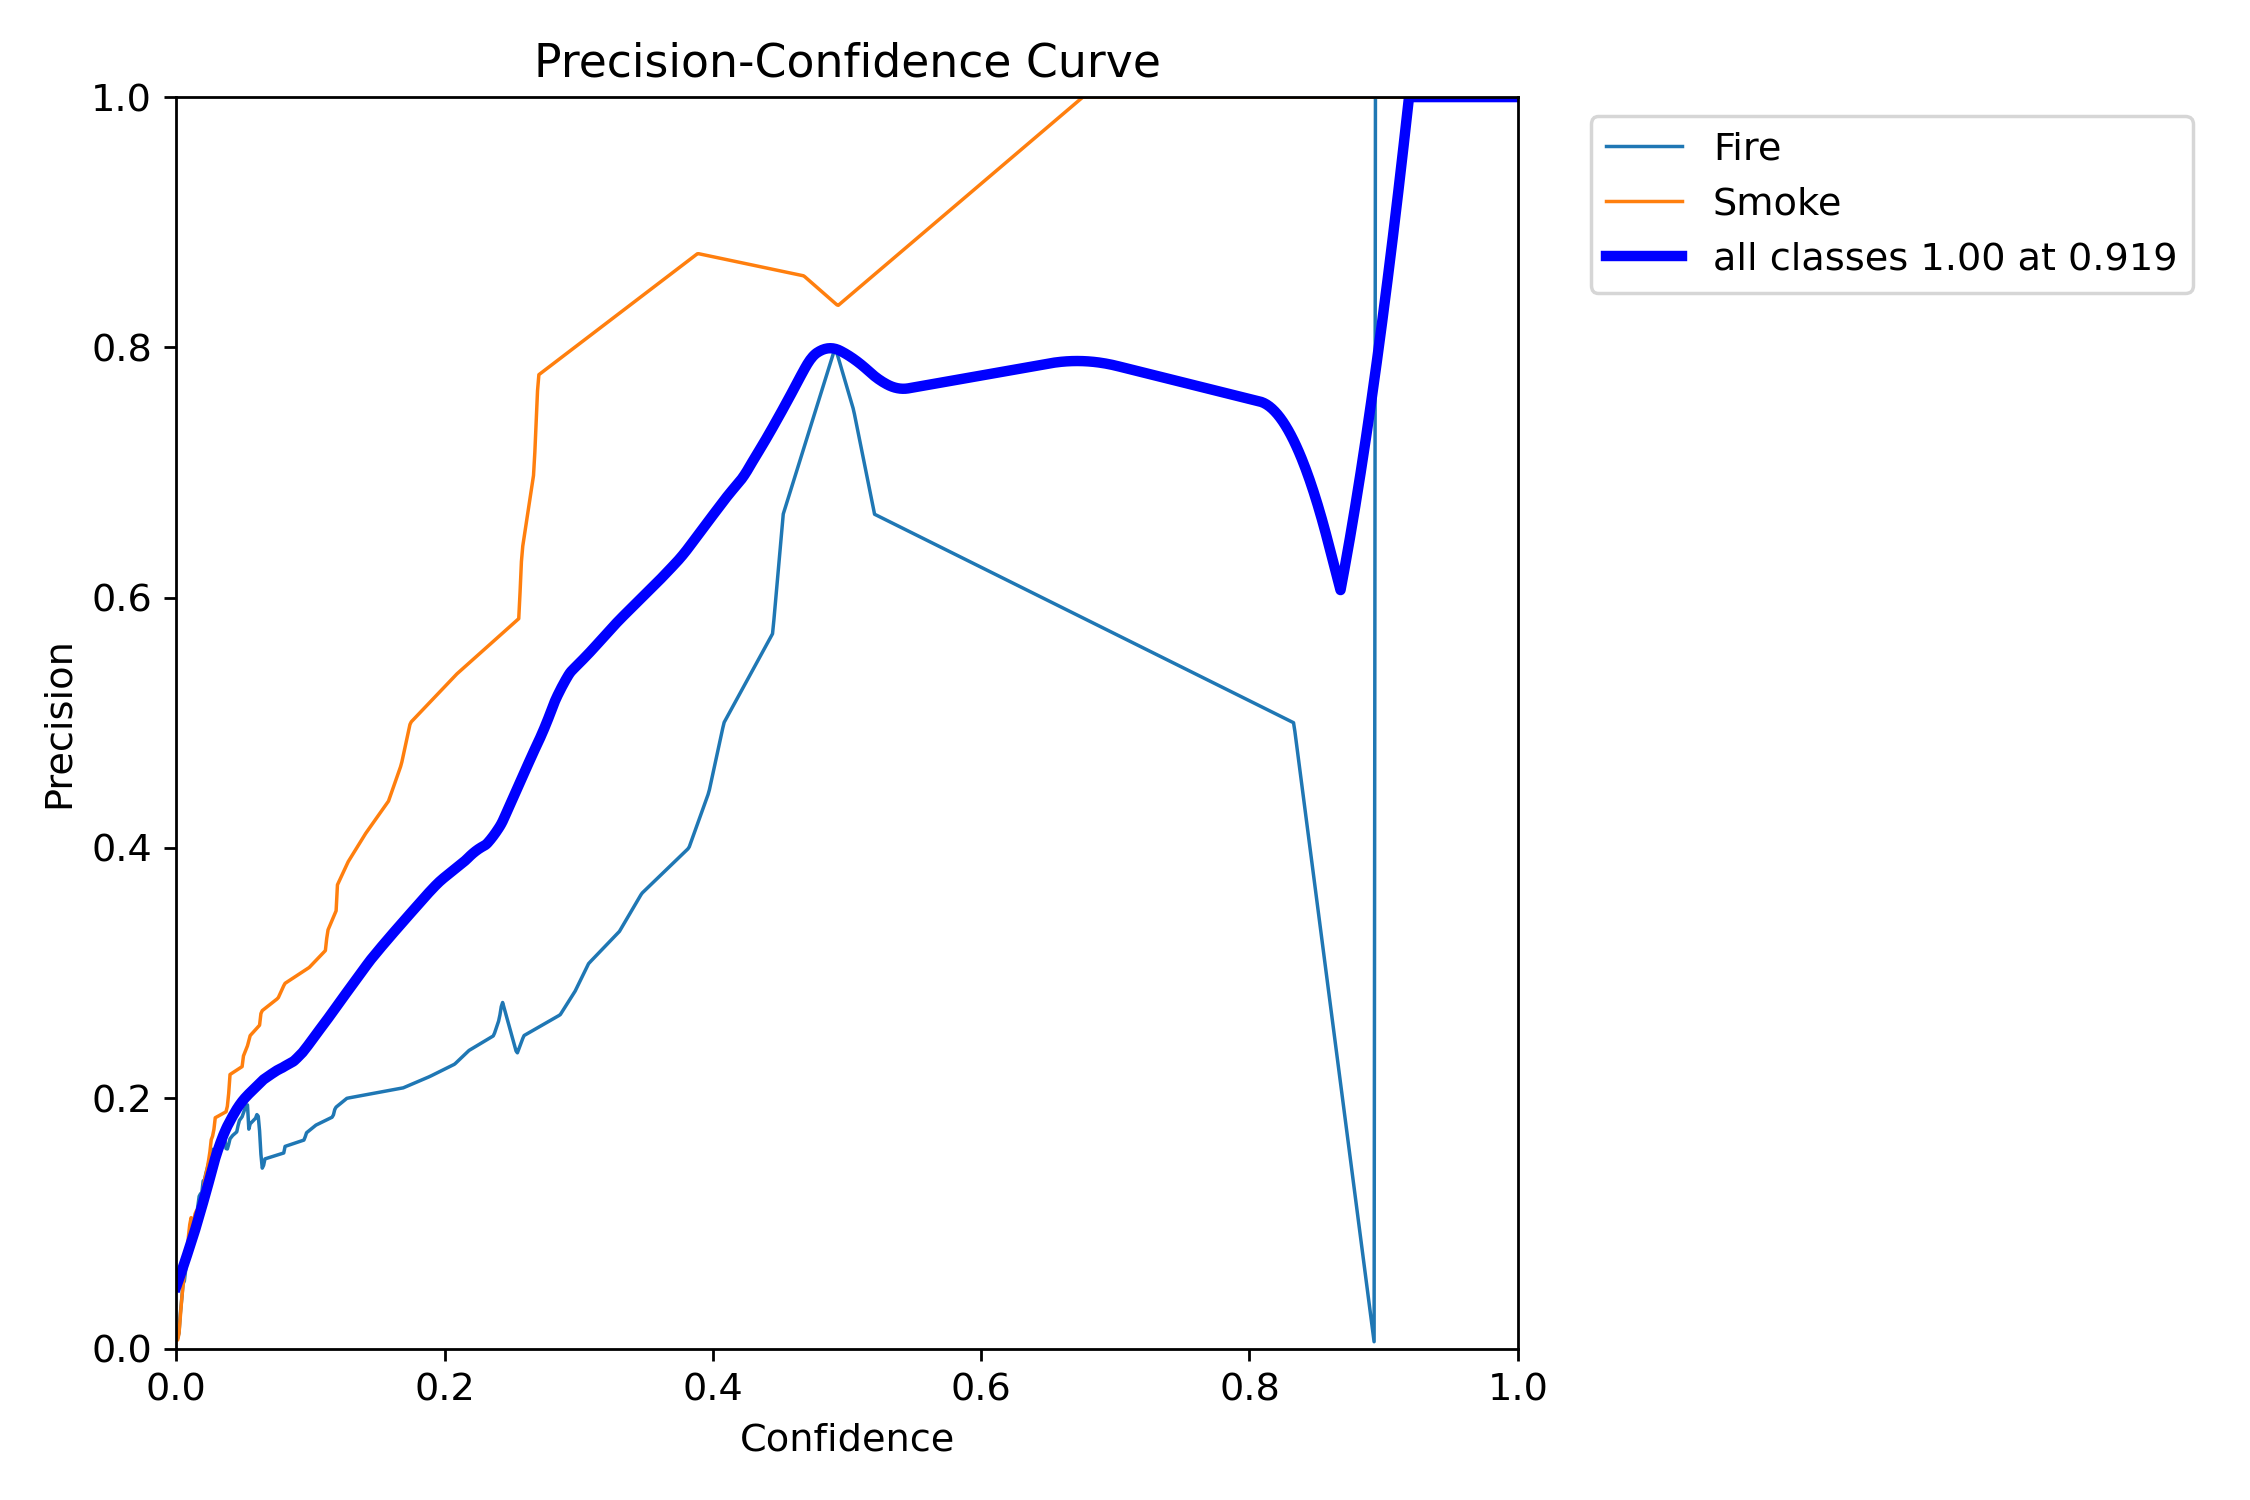 Precision-Confidence Curve
1.0
0.8
0.6
0.4
0.2
0.0
Precision
0.0 0.2 0.4 0.6 0.8 1.0
Confidence
Fire
Smoke
all classes 1.00 at 0.919